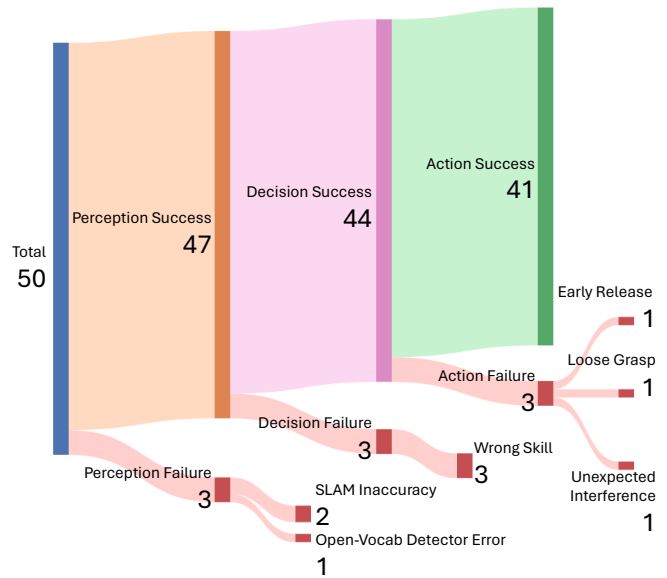 Total
50
Perception Success
47
Decision Success
44
Action Success
41
Perception Failure
3
SLAM Inaccuracy
2
Open-Vocab Detector Error
1
Decision Failure
3
Wrong Skill
3
Action Failure
3
Early Release
1
Loose Grasp
1
Unexpected
Interference
1